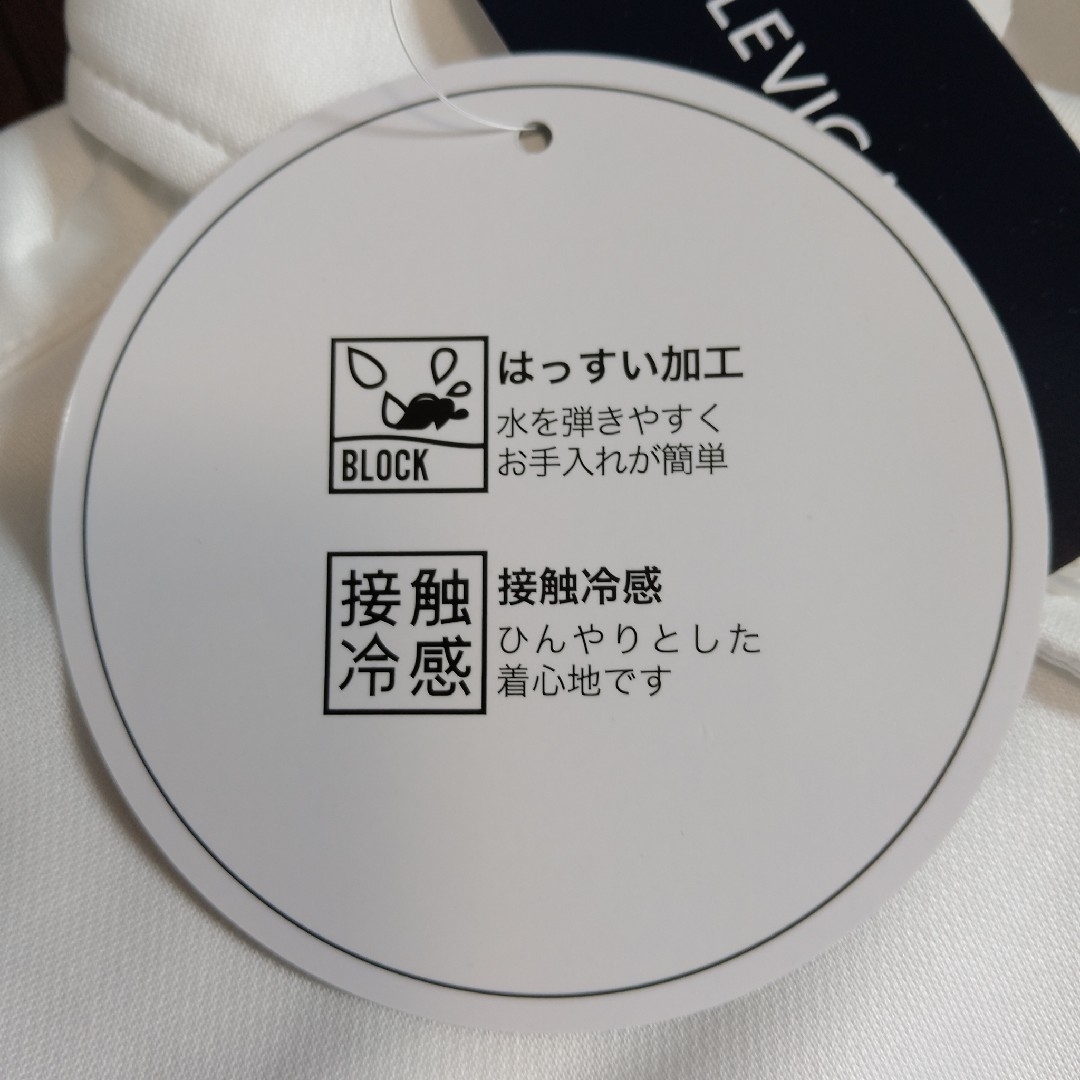 はっすい加工
水を弾きやすく
お手入れが簡単
BLOCK
接触
冷感
接触冷感
ひんやりとした
着心地です